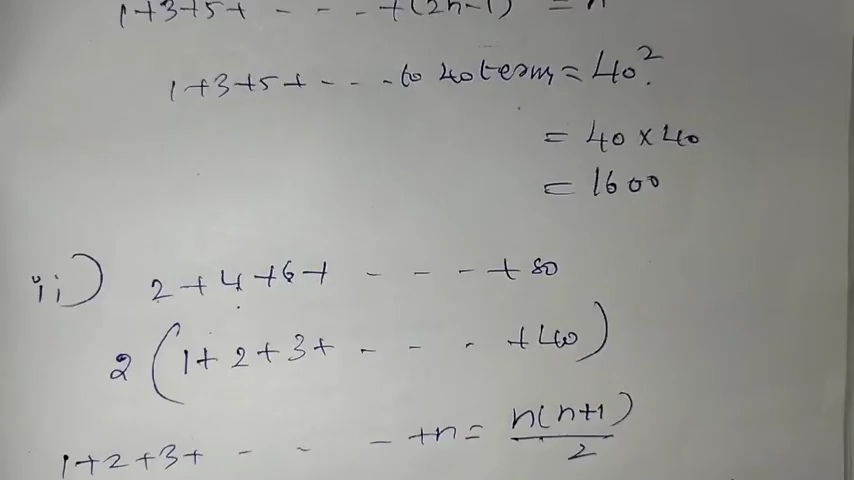 1+3+5+ - - - +(2n-1) = n
1+3+5+ - - - - to 40 terms = 40².
= 40 × 40
= 1600
ii) 2+4+6+ - - - + 80
2(1+2+3+ - - - +40)
1+2+3+ - - - +n = n(n+1)/2